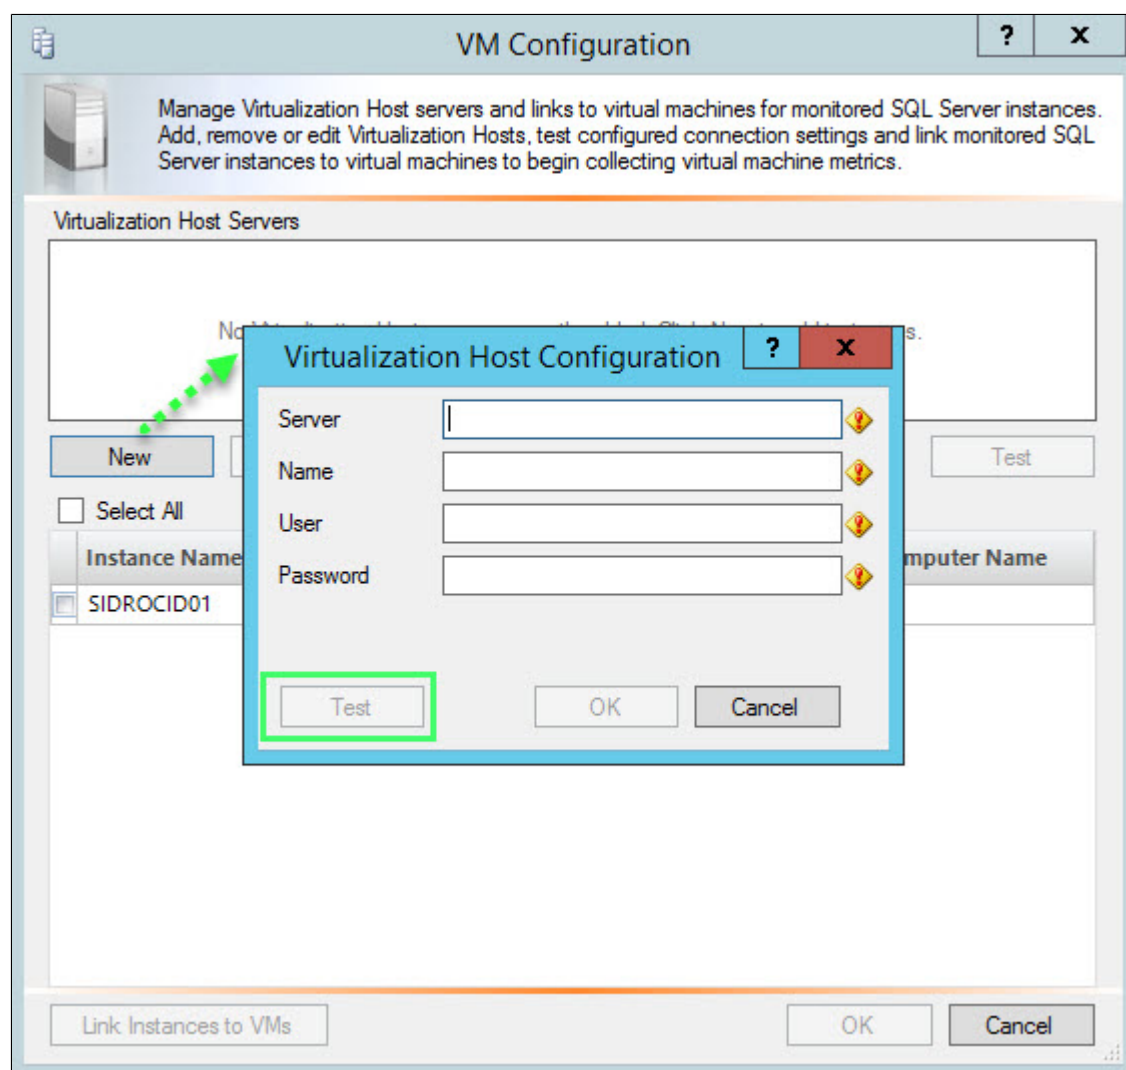 VM Configuration
? x
Manage Virtualization Host servers and links to virtual machines for monitored SQL Server instances.
Add, remove or edit Virtualization Hosts, test configured connection settings and link monitored SQL
Server instances to virtual machines to begin collecting virtual machine metrics.
Virtualization Host Servers
No
s.
Virtualization Host Configuration
? x
Server
Name
User
Password
Test OK Cancel
New
Test
Select All
Instance Name
mputer Name
SIDROCID01
Link Instances to VMs
OK Cancel